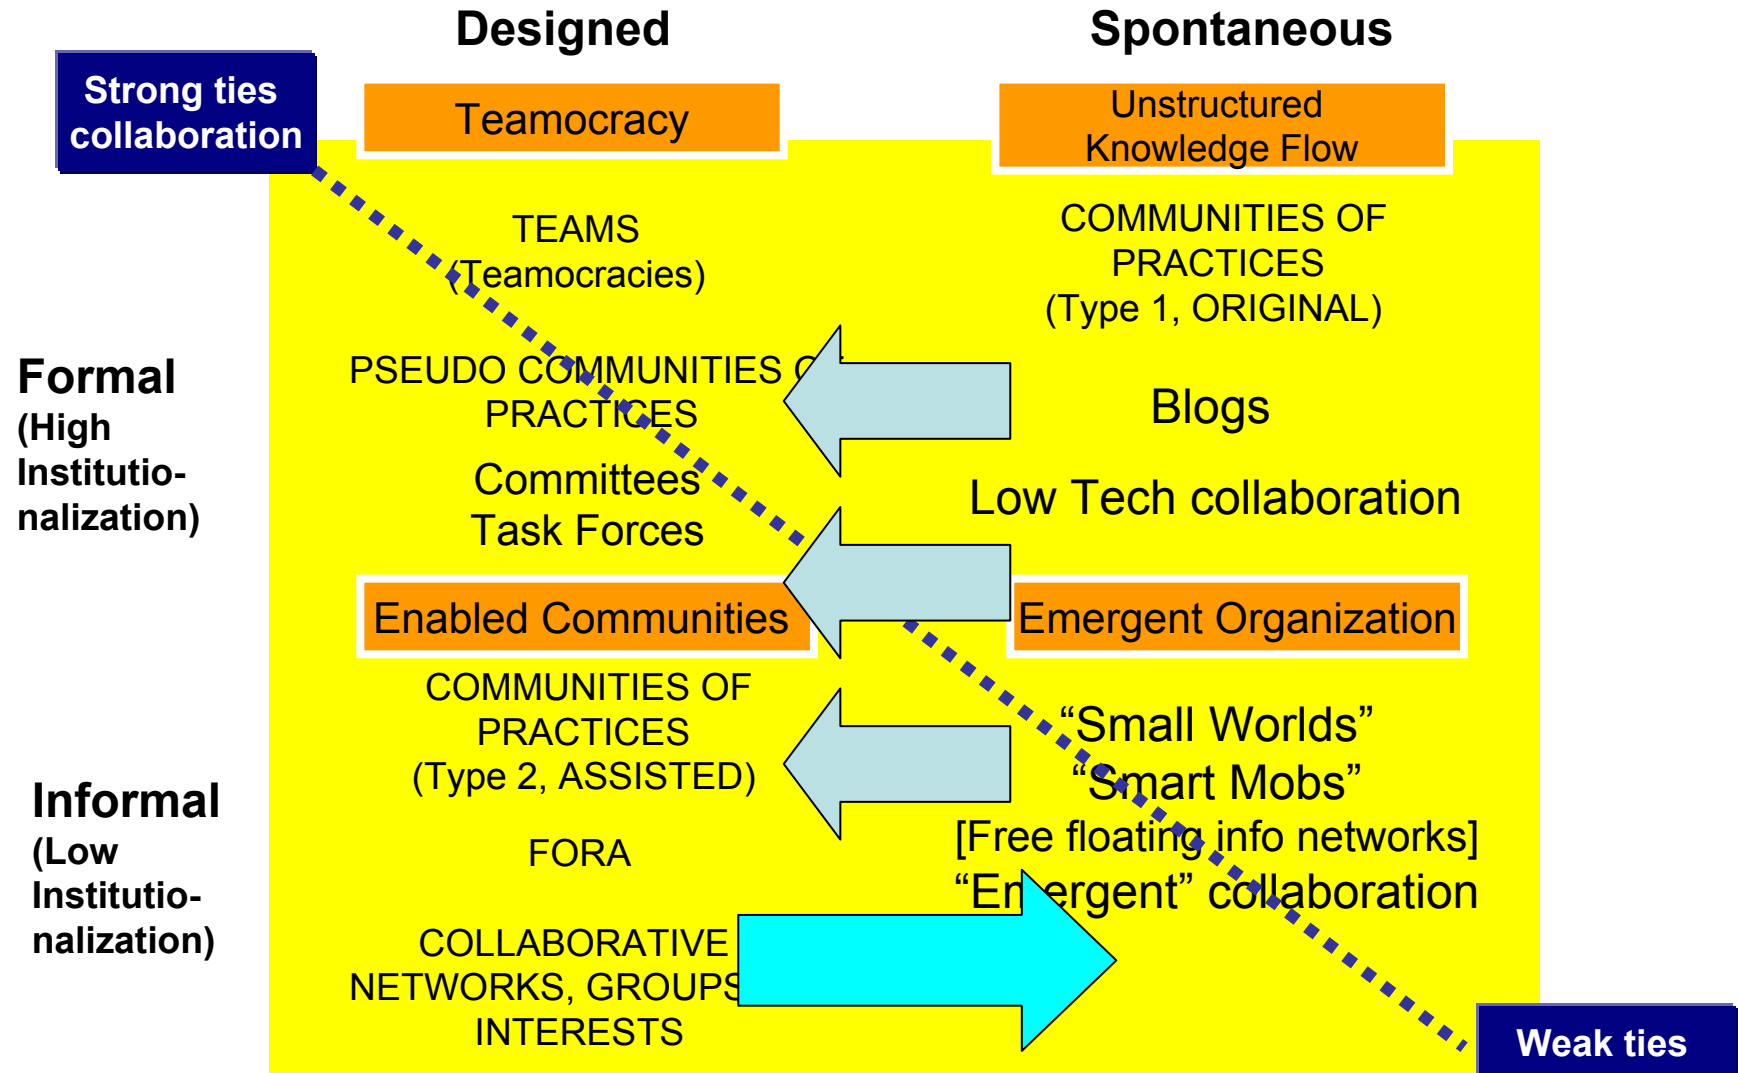 Designed
Spontaneous
Strong ties
collaboration
Teamocracy
Unstructured
Knowledge Flow
TEAMS
(Teamocracies)
COMMUNITIES OF
PRACTICES
(Type 1, ORIGINAL)
Formal
(High
Institutio-
nalization)
PSEUDO COMMUNITIES
PRACTICES
Committees
Task Forces
Blogs
Low Tech collaboration
Enabled Communities
Emergent Organization
Informal
(Low
Institutio-
nalization)
COMMUNITIES OF
PRACTICES
(Type 2, ASSISTED)
FORA
COLLABORATIVE
NETWORKS, GROUPS
INTERESTS
“Small Worlds”
“Smart Mobs”
[Free floating info networks]
“Emergent” collaboration
Weak ties